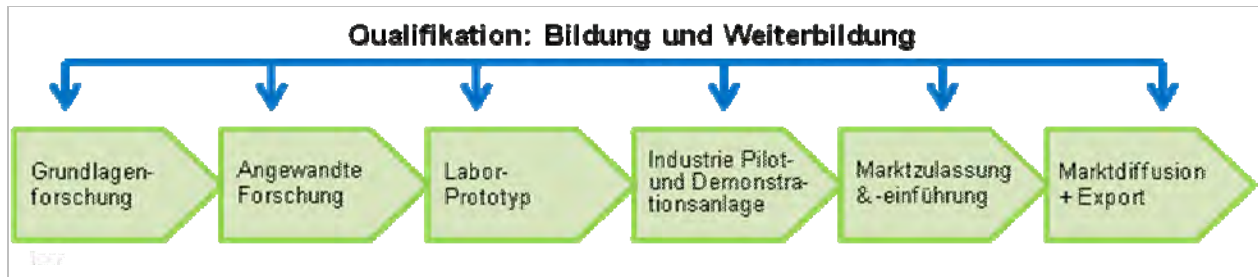 Qualifikation: Bildung und Weiterbildung
Grundlagen-
forschung
Angewandte
Forschung
Labor-
Prototyp
Industrie Pilot-
und Demonstra-
tionsanlage
Marktzulassung
& -einführung
Marktdiffusion
+ Export